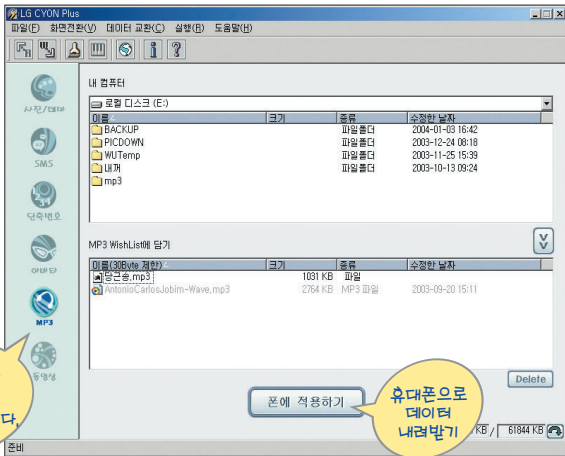 LG CYON Plus
파일(F) 화면전환(V) 데이터 교환(C) 실행(R) 도움말(H)
내 컴퓨터
로컬 디스크 (E:)
이름 크기 종류 수정한 날짜
BACKUP 파일폴더 2004-01-03 16:42
PICDOWN 파일폴더 2003-12-24 08:18
WUTemp 파일폴더 2003-11-25 15:39
내꺼 파일폴더 2003-10-13 09:24
mp3
SMS
단축번호
아바타
MP3
동영상
MP3 WishList에 담기
이름(30Byte 제한) 크기 종류 수정한 날짜
당근송.mp3 1031 KB 파일
AntonioCarlosJobim-Wave.mp3 2764 KB MP3 파일 2003-09-20 15:11
다.
Delete
폰에 적용하기
휴대폰으로
데이터
내려받기
KB / 61844 KB
준비